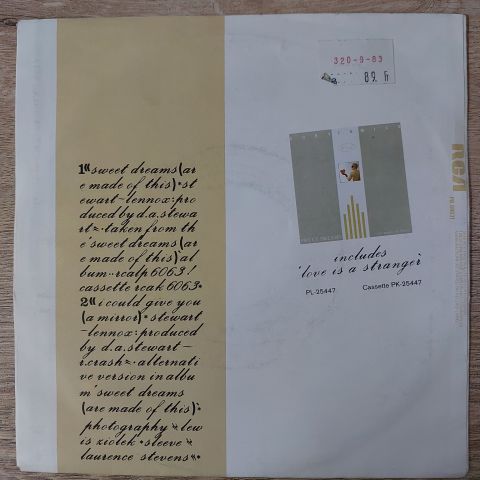 320-9-83
89. fr
1" sweet dreams (ar
e made of this) • st
ewart-lennox: pro
duced by d.a. stewa
rt = • taken from th
e 'sweet dreams (ar
e made of this)' al
bum • rcalp 6063!
cassette rcak 6063 •
2" i could give you
(a mirror) • stewart
-lennox: produced
by d.a. stewart-
r. crash = • alternati
ve version in albu
m 'sweet dreams
(are made of this)' •
photography " lew
is ziolek • sleeve "
laurence stevens " •
includes
'love is a stranger'
PL-25447 Cassette PK-25447
RCA